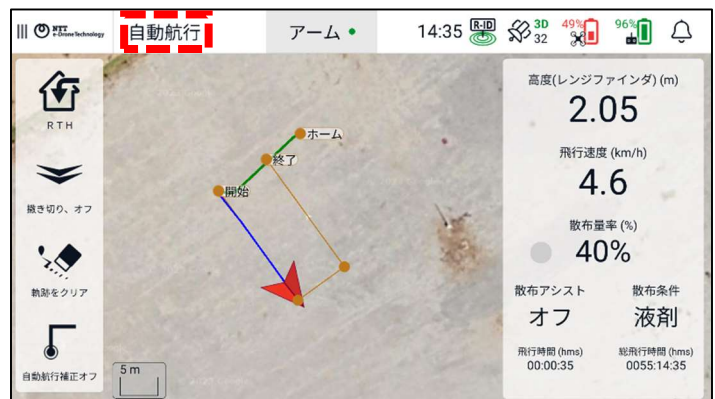 NTT
e-Drone Technology
自動航行
アーム
14:35
R-ID
3D
32
49%
96%
RTH
撒き切り、オフ
軌跡をクリア
自動航行補正オフ
ホーム
終了
開始
5 m
高度(レンジファインダ) (m)
2.05
飛行速度 (km/h)
4.6
散布量率 (%)
40%
散布アシスト 散布条件
オフ 液剤
飛行時間 (hms) 総飛行時間 (hms)
00:00:35 0055:14:35